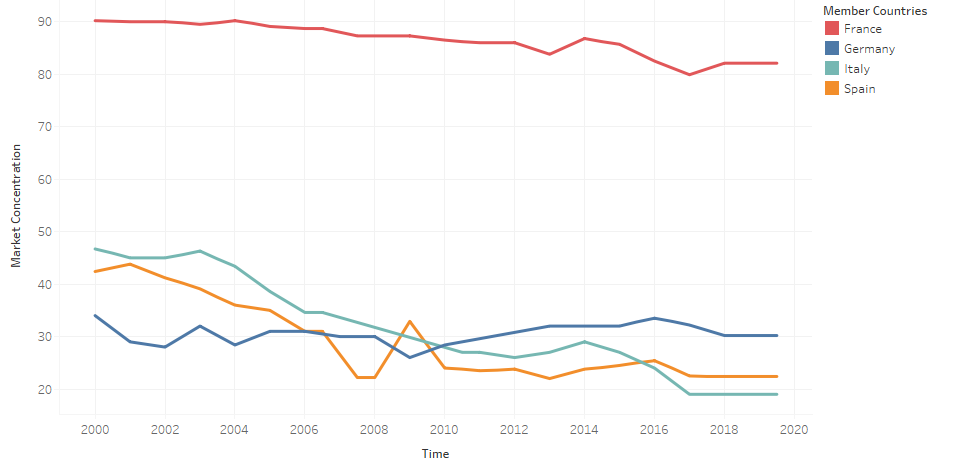 Member Countries
France
Germany
Italy
Spain
90
80
70
60
50
40
30
20
Market Concentration
2000 2002 2004 2006 2008 2010 2012 2014 2016 2018 2020
Time